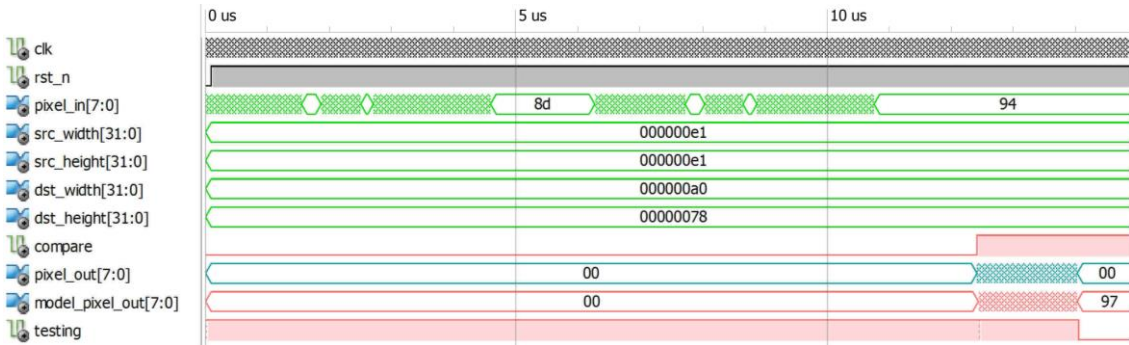 0 us 5 us 10 us
clk
rst_n
pixel_in[7:0] 8d 94
src_width[31:0] 000000e1
src_height[31:0] 000000e1
dst_width[31:0] 000000a0
dst_height[31:0] 00000078
compare
pixel_out[7:0] 00 00
model_pixel_out[7:0] 00 97
testing